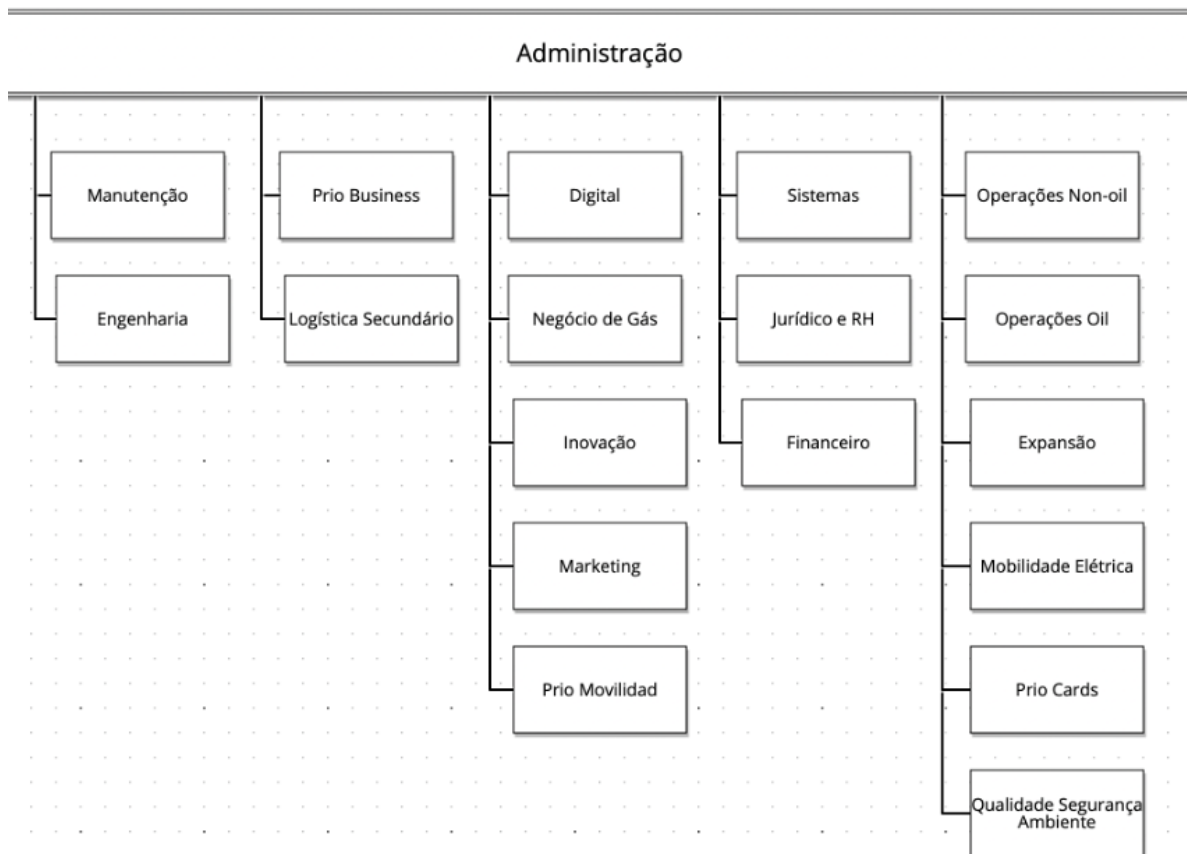 Administração
Manutenção
Engenharia
Prio Business
Logística Secundário
Digital
Negócio de Gás
Inovação
Marketing
Prio Movilidad
Sistemas
Jurídico e RH
Financeiro
Operações Non-oil
Operações Oil
Expansão
Mobilidade Elétrica
Prio Cards
Qualidade Segurança
Ambiente